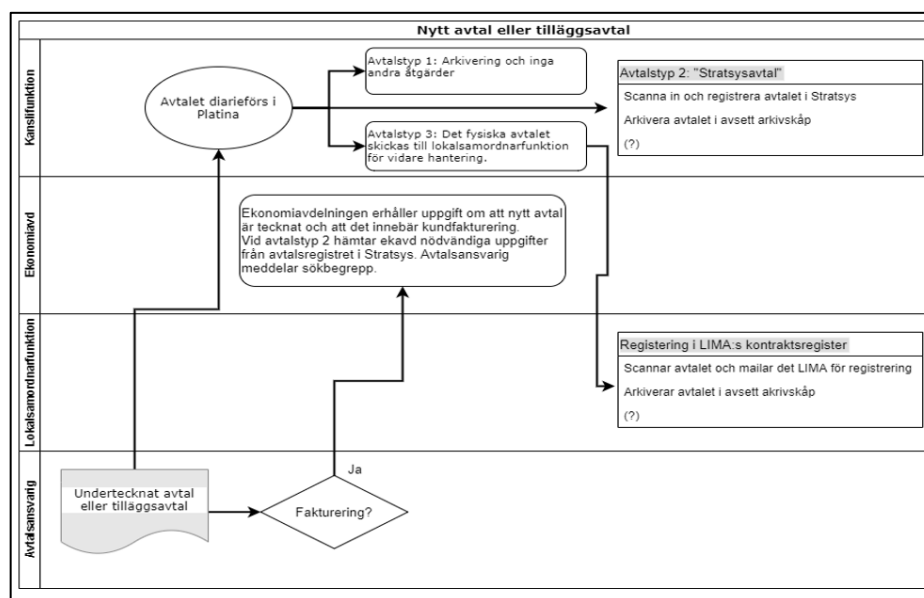 Nytt avtal eller tilläggsavtal
Kanslifunktion
Avtalet diarieförs i
Platina
Avtalstyp 1: Arkivering och inga
andra åtgärder
Avtalstyp 3: Det fysiska avtalet
skickas till lokalsamordnarfunktion
för vidare hantering.
Avtalstyp 2: "Stratsysavtal"
Scanna in och registrera avtalet i Stratsys
Arkivera avtalet i avsett arkivskåp
(?)
Ekonomiavd
Ekonomiavdelningen erhåller uppgift om att nytt avtal
är tecknat och att det innebär kundfakturering.
Vid avtalstyp 2 hämtar ekavd nödvändiga uppgifter
från avtalsregistret i Stratsys. Avtalsansvarig
meddelar sökbegrepp.
Lokalsamordnarfunktion
Registering i LIMA:s kontraktsregister
Scannar avtalet och mailar det LIMA för registrering
Arkiverar avtalet i avsett akrivskåp
(?)
Avtalsansvarig
Undertecknat avtal
eller tilläggsavtal
Fakturering?
Ja